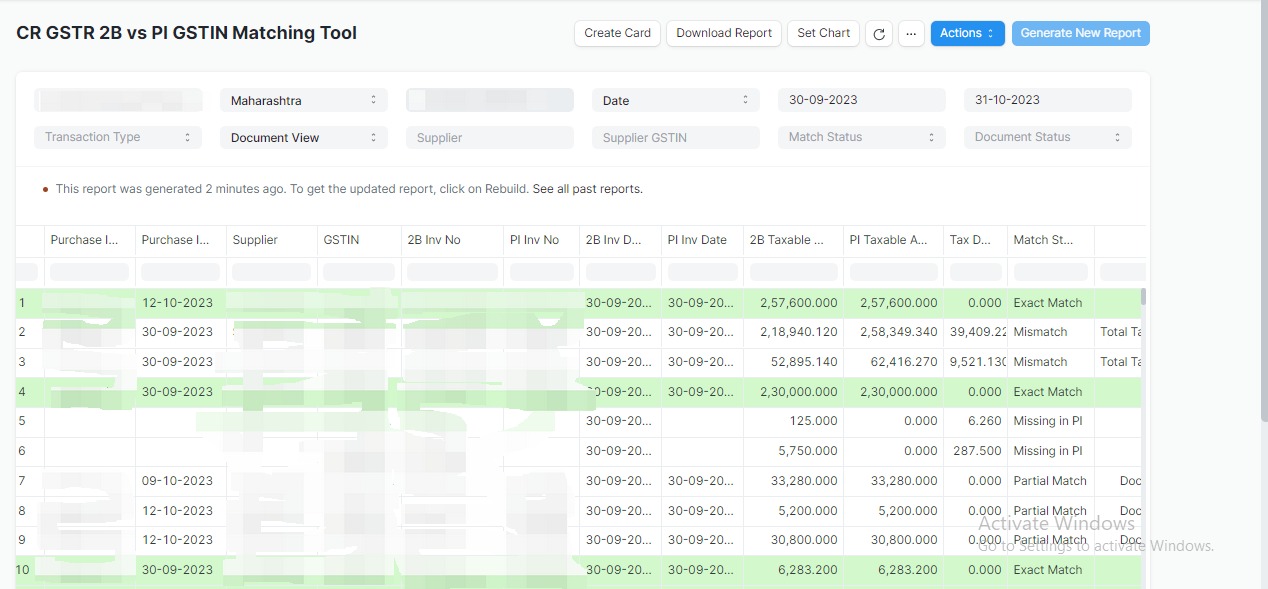 CR GSTR 2B vs PI GSTIN Matching Tool
Create Card Download Report Set Chart ... Actions Generate New Report
Maharashtra Date 30-09-2023 31-10-2023
Transaction Type Document View Supplier Supplier GSTIN Match Status Document Status
This report was generated 2 minutes ago. To get the updated report, click on Rebuild. See all past reports.
Purchase I... Purchase I... Supplier GSTIN 2B Inv No PI Inv No 2B Inv D... PI Inv Date 2B Taxable ... PI Taxable A... Tax D... Match St...
1 12-10-2023 30-09-20... 30-09-20... 2,57,600.000 2,57,600.000 0.000 Exact Match
2 30-09-2023 30-09-20... 30-09-20... 2,18,940.120 2,58,349.340 39,409.22 Mismatch Total Ta
3 30-09-2023 30-09-20... 30-09-20... 52,895.140 62,416.270 9,521.130 Mismatch Total Ta
4 30-09-2023 30-09-20... 30-09-20... 2,30,000.000 2,30,000.000 0.000 Exact Match
5 30-09-20... 125.000 0.000 6.260 Missing in PI
6 30-09-20... 5,750.000 0.000 287.500 Missing in PI
7 09-10-2023 30-09-20... 30-09-20... 33,280.000 33,280.000 0.000 Partial Match Doc
8 12-10-2023 30-09-20... 30-09-20... 5,200.000 5,200.000 0.000 Partial Match Doc
Activate Windows
9 12-10-2023 30-09-20... 30-09-20... 30,800.000 30,800.000 0.000 Partial Match Doc
Go to Settings to activate Windows.
10 30-09-2023 30-09-20... 30-09-20... 6,283.200 6,283.200 0.000 Exact Match